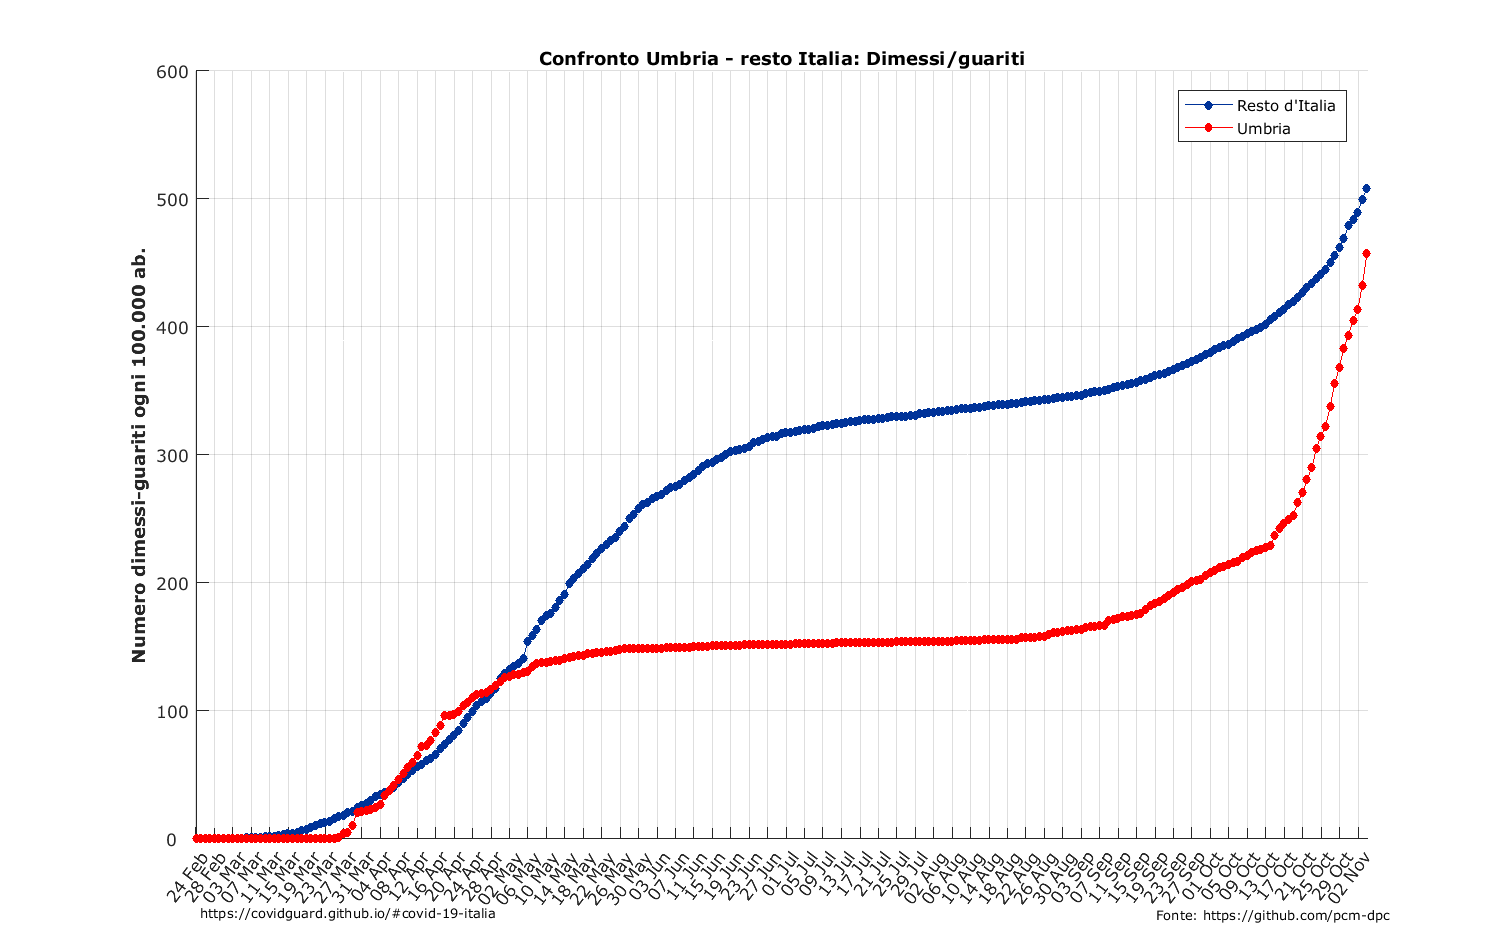 Confronto Umbria - resto Italia: Dimessi/guariti
Resto d'Italia
Umbria
Numero dimessi-guariti ogni 100.000 ab.
600
500
400
300
200
100
0
24 Feb
28 Feb
03 Mar
07 Mar
11 Mar
15 Mar
19 Mar
23 Mar
27 Mar
31 Mar
04 Apr
08 Apr
12 Apr
16 Apr
20 Apr
24 Apr
28 Apr
02 May
06 May
10 May
14 May
18 May
22 May
26 May
30 May
03 Jun
07 Jun
11 Jun
15 Jun
19 Jun
23 Jun
27 Jun
01 Jul
05 Jul
09 Jul
13 Jul
17 Jul
21 Jul
25 Jul
29 Jul
02 Aug
06 Aug
10 Aug
14 Aug
18 Aug
22 Aug
26 Aug
30 Aug
03 Sep
07 Sep
11 Sep
15 Sep
19 Sep
23 Sep
27 Sep
01 Oct
05 Oct
09 Oct
13 Oct
17 Oct
21 Oct
25 Oct
29 Oct
02 Nov
https://covidguard.github.io/#covid-19-italia
Fonte: https://github.com/pcm-dpc